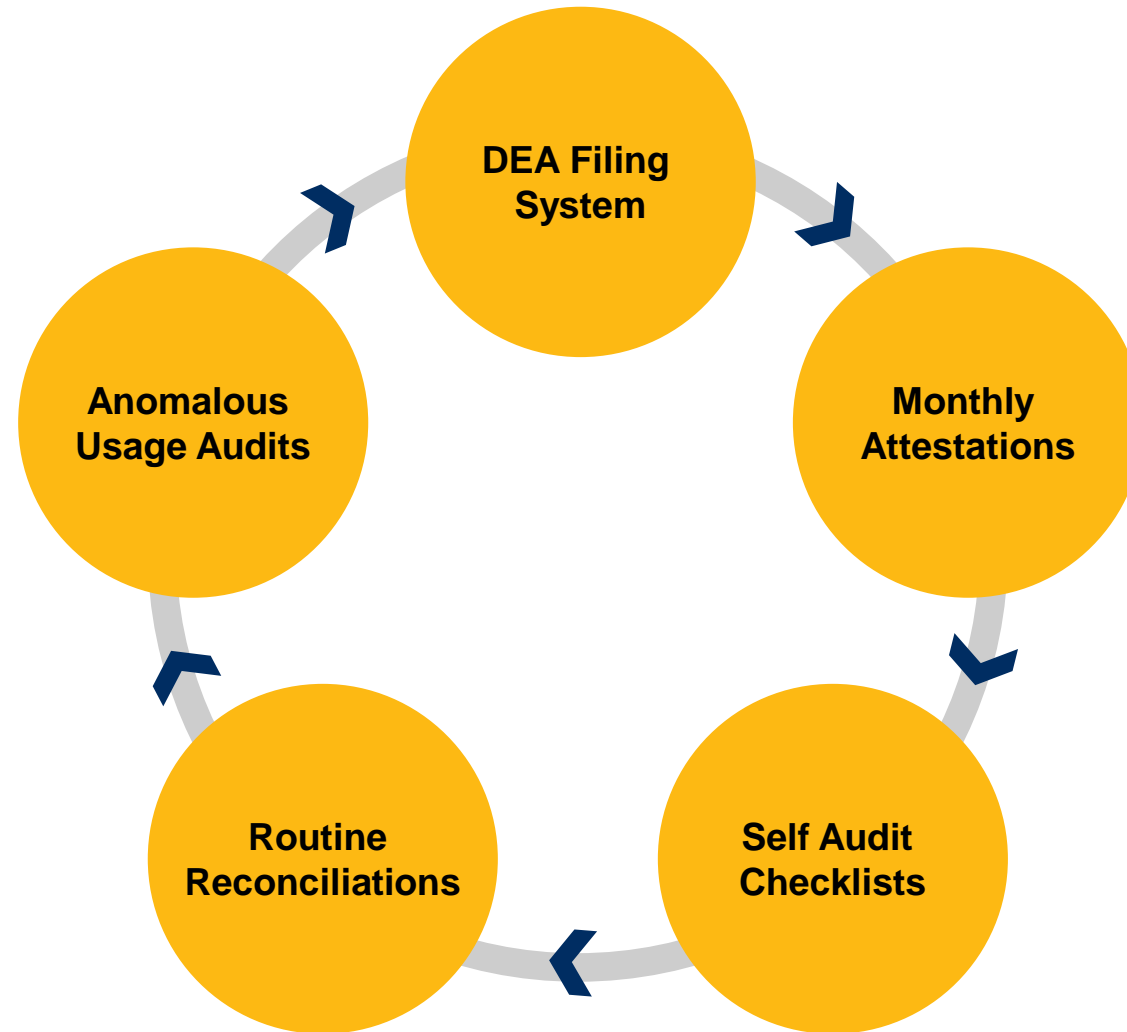 DEA Filing
System
Monthly
Attestations
Self Audit
Checklists
Routine
Reconciliations
Anomalous
Usage Audits